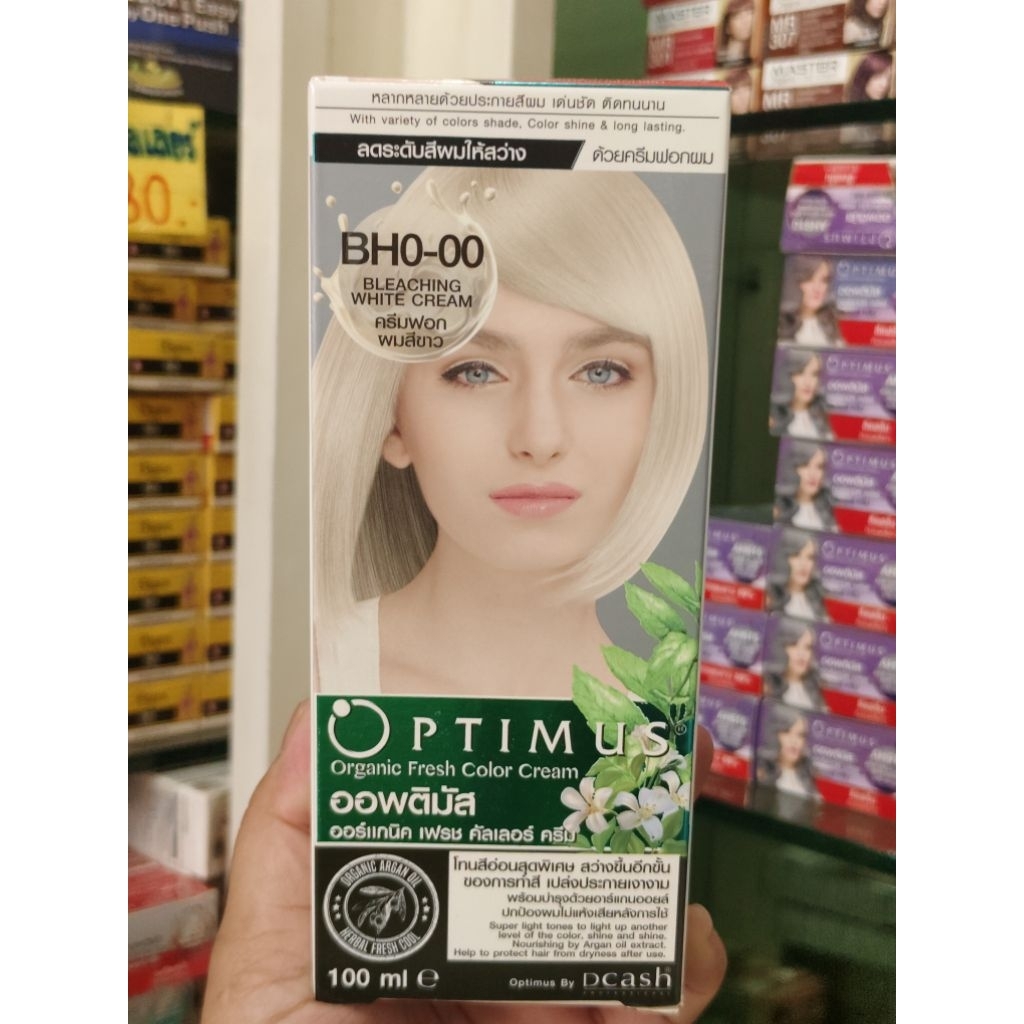 หลากหลายด้วยประกายสีผม เด่นชัด ติดทนนาน
With variety of colors shade, Color shine & long lasting.
ลดระดับสีผมให้สว่าง ด้วยครีมฟอกผม
BH0-00
BLEACHING
WHITE CREAM
ครีมฟอก
ผมสีขาว
OPTIMUS
Organic Fresh Color Cream
ออพติมัส
ออร์แกนิค เฟรช คัลเลอร์ ครีม
ORGANIC ARGAN OIL
HERBAL FRESH COOL
100 ml e
โทนสีอ่อนสุดพิเศษ สว่างขึ้นอีกขั้น
ของการทำสี เปล่งประกายเงางาม
พร้อมบำรุงด้วยอาร์แกนออยล์
ปกป้องผมไม่แห้งเสียหลังการใช้
Super light tones to light up another
level of the color, shine and shine.
Nourishing by Argan oil extract.
Help to protect hair from dryness after use.
Optimus By Dcash
PROFESSIONAL
80.-
OPTIMUS
OPTIMUS
OPTIMUS
OPTIMUS
OPTIMUS